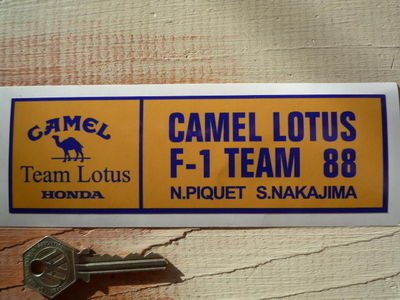 CAMEL
Team Lotus
HONDA
CAMEL LOTUS
F-1 TEAM 88
N.PIQUET S.NAKAJIMA